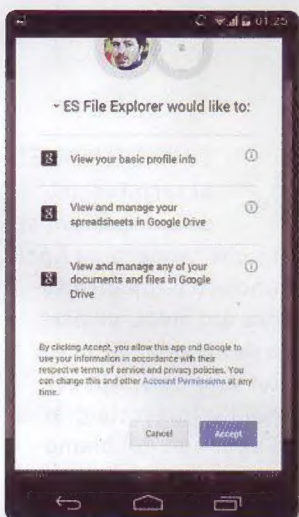 01:25
- ES File Explorer would like to:
8 View your basic profile info
8 View and manage your
spreadsheets in Google Drive
8 View and manage any of your
documents and files in Google
Drive
By clicking Accept, you allow this app and Google to
use your information in accordance with their
respective terms of service and privacy policies. You
can change this and other Account Permissions at any
time.
Cancel Accept